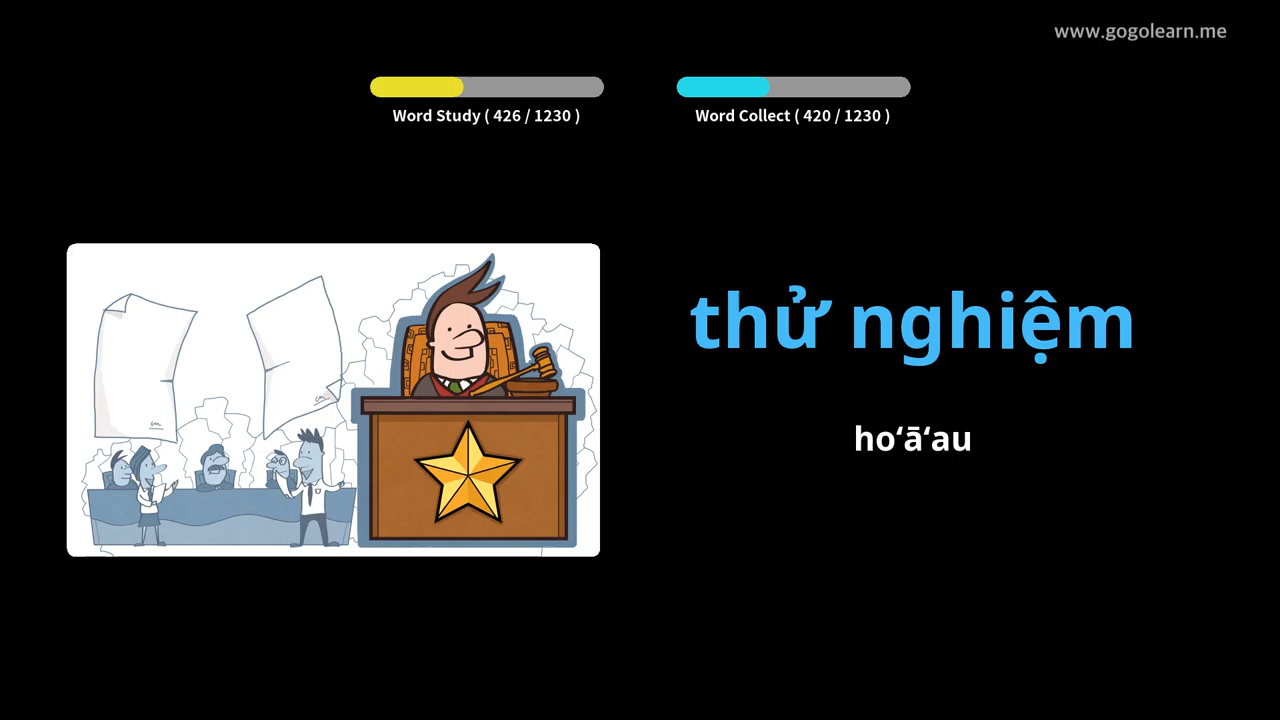 www.gogolearn.me
Word Study ( 426 / 1230 )
Word Collect ( 420 / 1230 )
thử nghiệm
hoʻāʻau